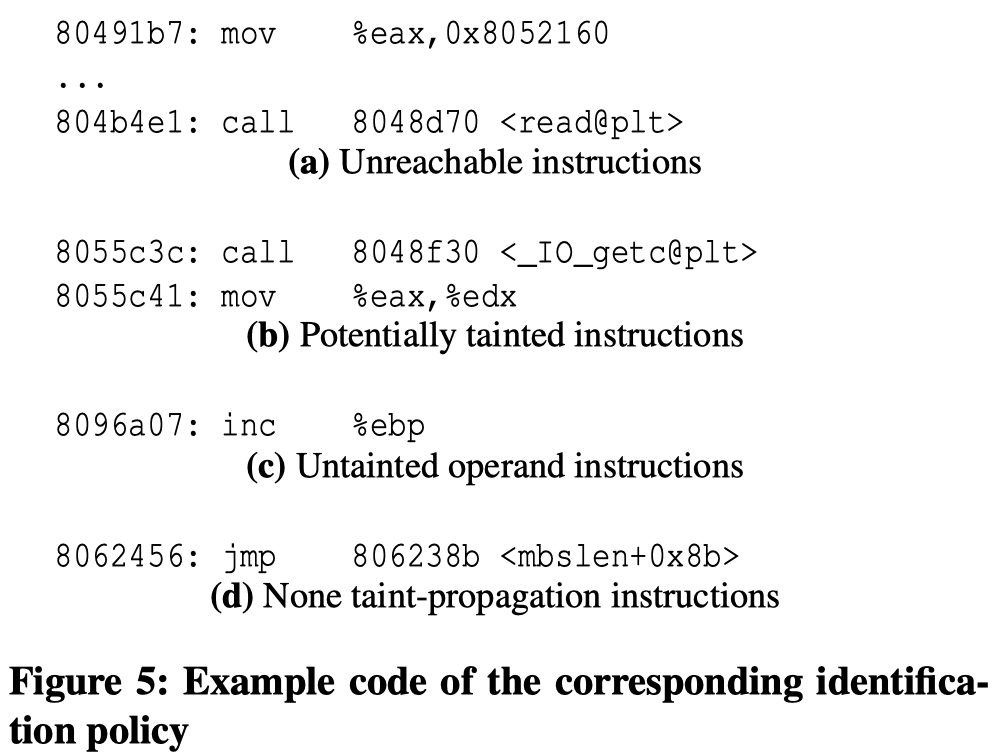 80491b7: mov %eax,0x8052160
...
804b4e1: call 8048d70 <read@plt>
(a) Unreachable instructions
8055c3c: call 8048f30 <_IO_getc@plt>
8055c41: mov %eax,%edx
(b) Potentially tainted instructions
8096a07: inc %ebp
(c) Untainted operand instructions
8062456: jmp 806238b <mbslen+0x8b>
(d) None taint-propagation instructions
Figure 5: Example code of the corresponding identifica-
tion policy